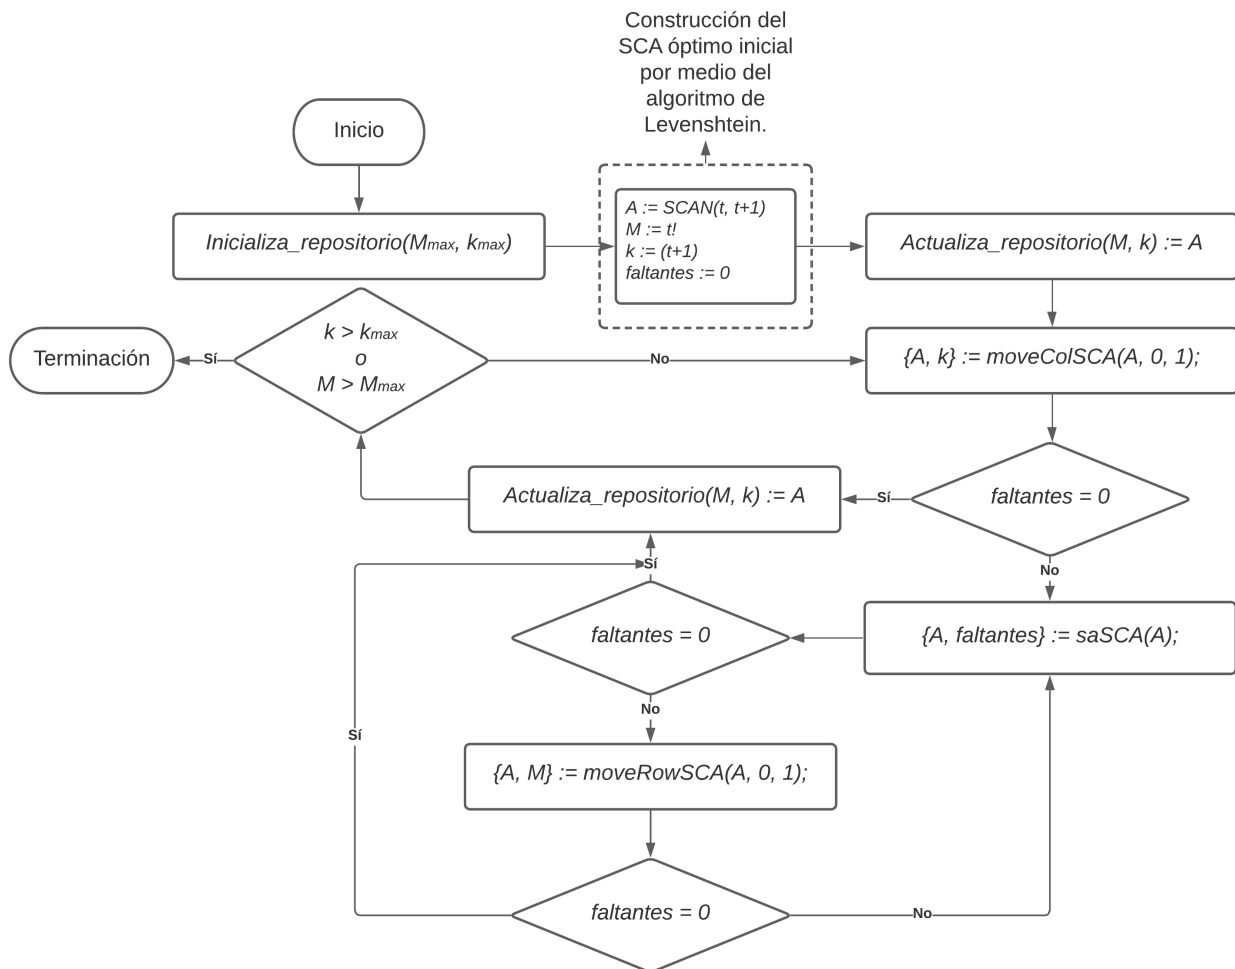 Construcción del
SCA óptimo inicial
por medio del
algoritmo de
Levenshtein.
Inicio
Inicializa_repositorio(Mmax, kmax)
A := SCAN(t, t+1)
M := t!
k := (t+1)
faltantes := 0
Actualiza_repositorio(M, k) := A
Terminación
Sí
k > kmax
o
M > Mmax
No
{A, k} := moveColSCA(A, 0, 1);
Actualiza_repositorio(M, k) := A
Sí
faltantes = 0
No
Sí
faltantes = 0
{A, faltantes} := saSCA(A);
No
Sí
{A, M} := moveRowSCA(A, 0, 1);
faltantes = 0
No